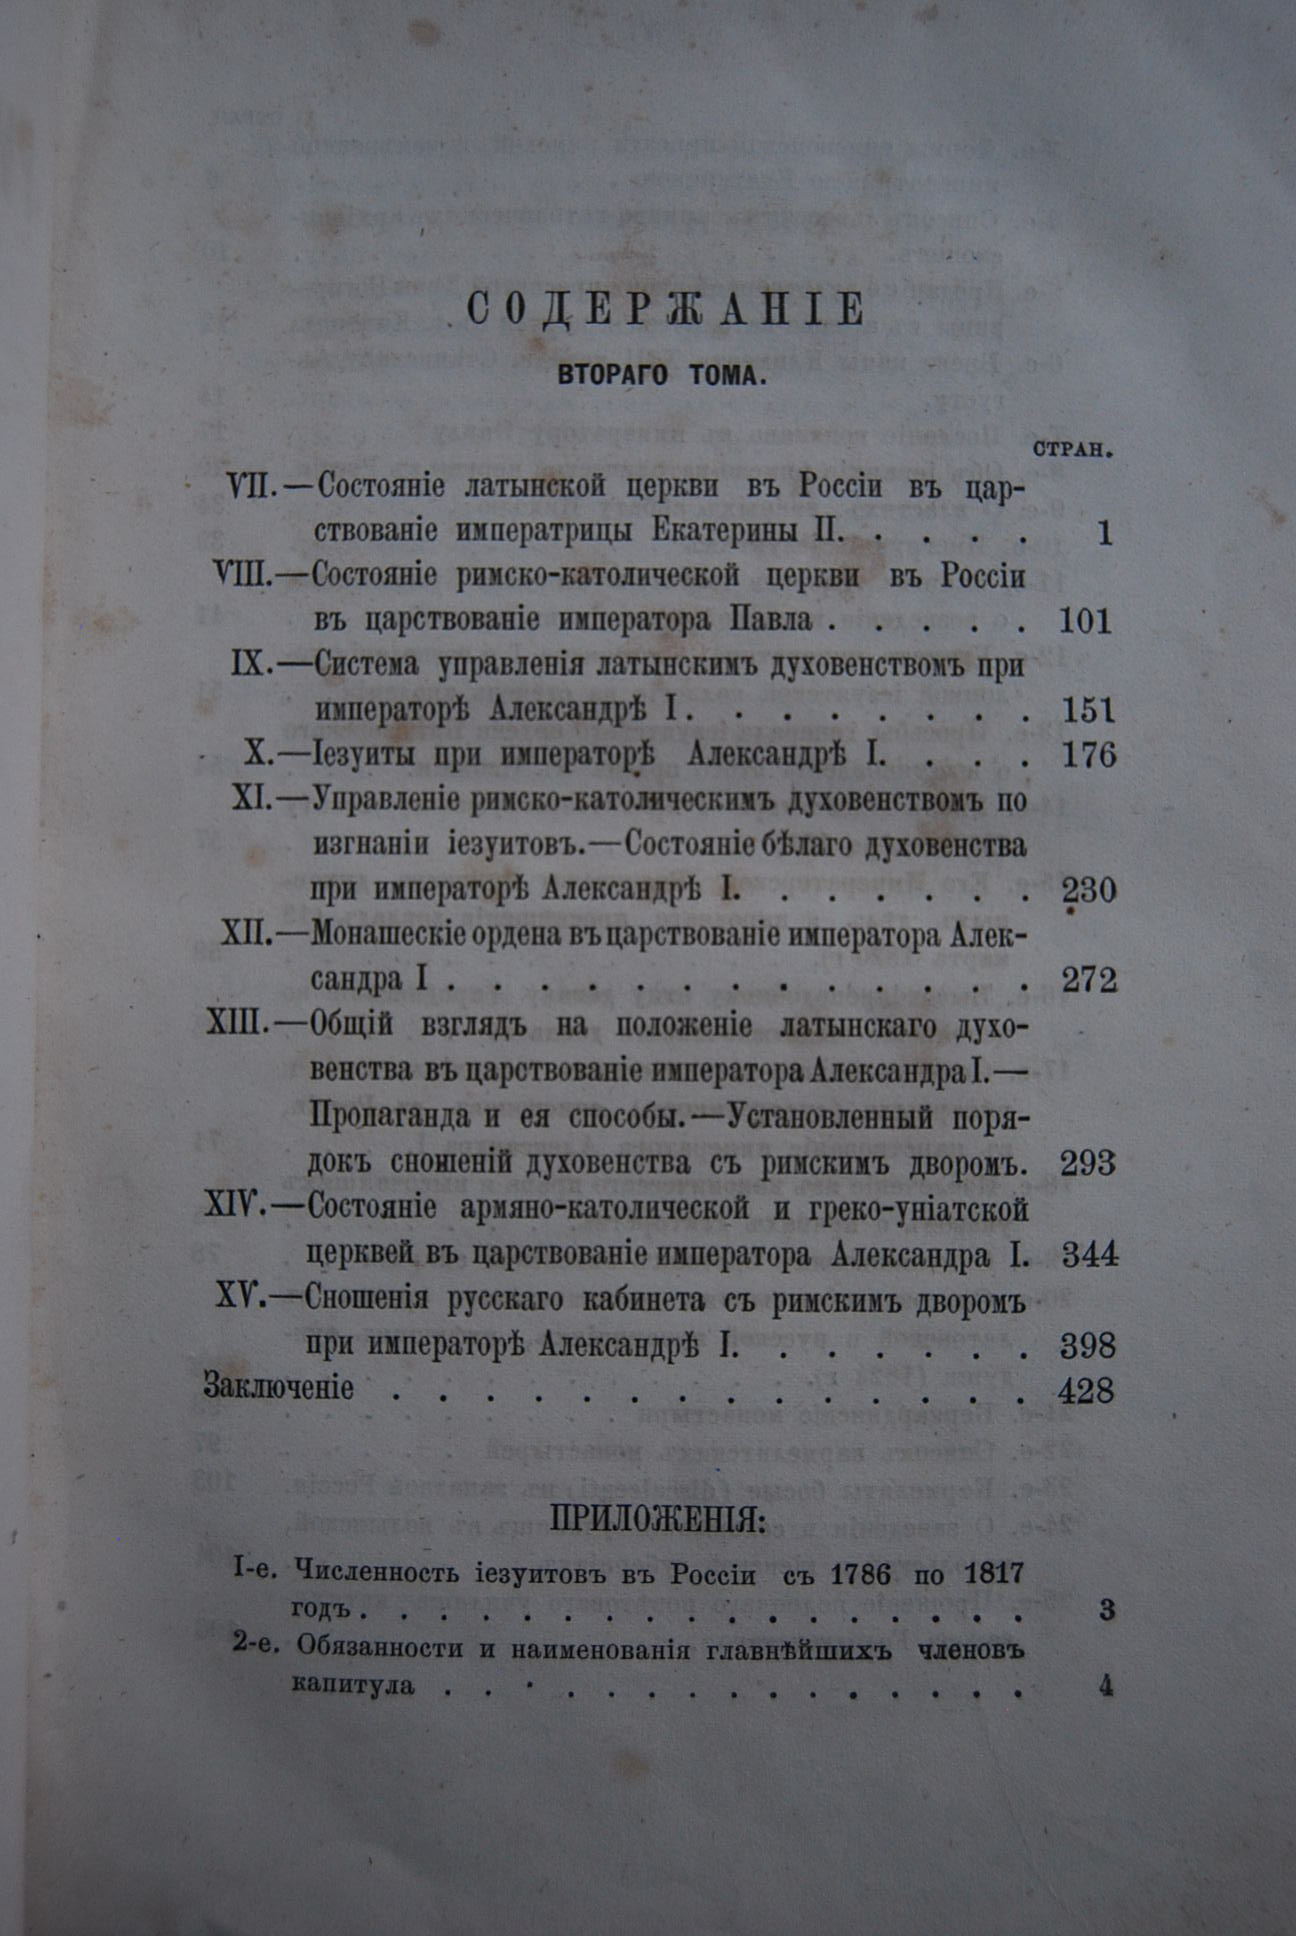 СОДЕРЖАНІЕ
ВТОРАГО ТОМА.
СТРАН.
VII.—Состояніе латынской церкви въ Россіи въ цар-
ствованіе императрицы Екатерины II. . . . . 1
VIII.—Состояніе римско-католической церкви въ Россіи
въ царствованіе императора Павла . . . . . 101
IX.—Система управленія латынскимъ духовенствомъ при
императорѣ Александрѣ I. . . . . . . . 151
X.—Іезуиты при императорѣ Александрѣ I. . . . 176
XI.—Управленіе римско-католическимъ духовенствомъ по
изгнаніи іезуитовъ.—Состояніе бѣлаго духовенства
при императорѣ Александрѣ I. . . . . . . 230
XII.—Монашескіе ордена въ царствованіе императора Алек-
сандра I . . . . . . . . . . . . . 272
XIII.—Общій взглядъ на положеніе латынскаго духо-
венства въ царствованіе императора Александра I.—
Пропаганда и ея способы.—Установленный поря-
докъ сношеній духовенства съ римскимъ дворомъ. 293
XIV.—Состояніе армяно-католической и греко-уніатской
церквей въ царствованіе императора Александра I. 344
XV.—Сношенія русскаго кабинета съ римскимъ дворомъ
при императорѣ Александрѣ I. . . . . . . 398
Заключеніе . . . . . . . . . . . . . . 428
ПРИЛОЖЕНІЯ:
I-е. Численность іезуитовъ въ Россіи съ 1786 по 1817
годъ . . . . . . . . . . . . . . . . . 3
2-е. Обязанности и наименованія главнѣйшихъ членовъ
капитула . . . . . . . . . . . . . . . 4